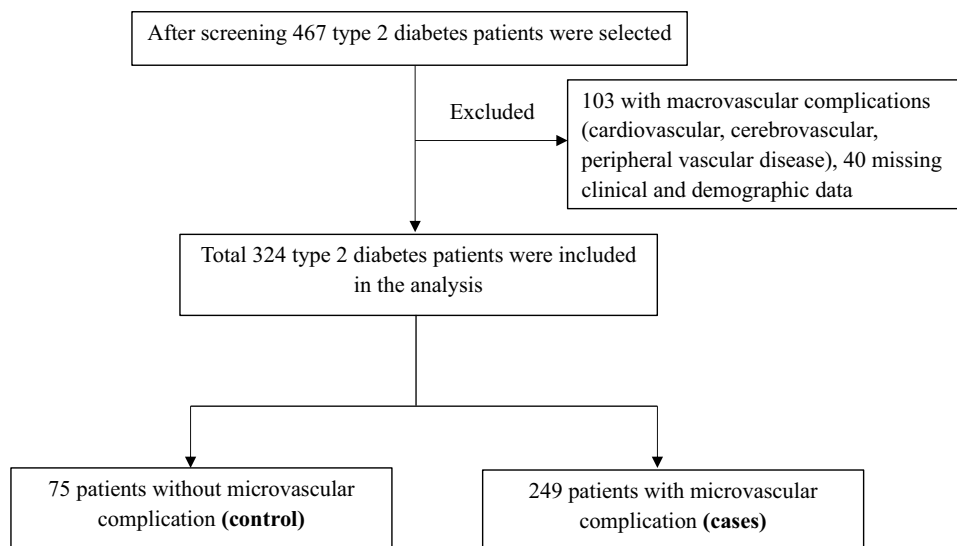 After screening 467 type 2 diabetes patients were selected
Excluded
103 with macrovascular complications
(cardiovascular, cerebrovascular,
peripheral vascular disease), 40 missing
clinical and demographic data
Total 324 type 2 diabetes patients were included
in the analysis
75 patients without microvascular
complication (control)
249 patients with microvascular
complication (cases)